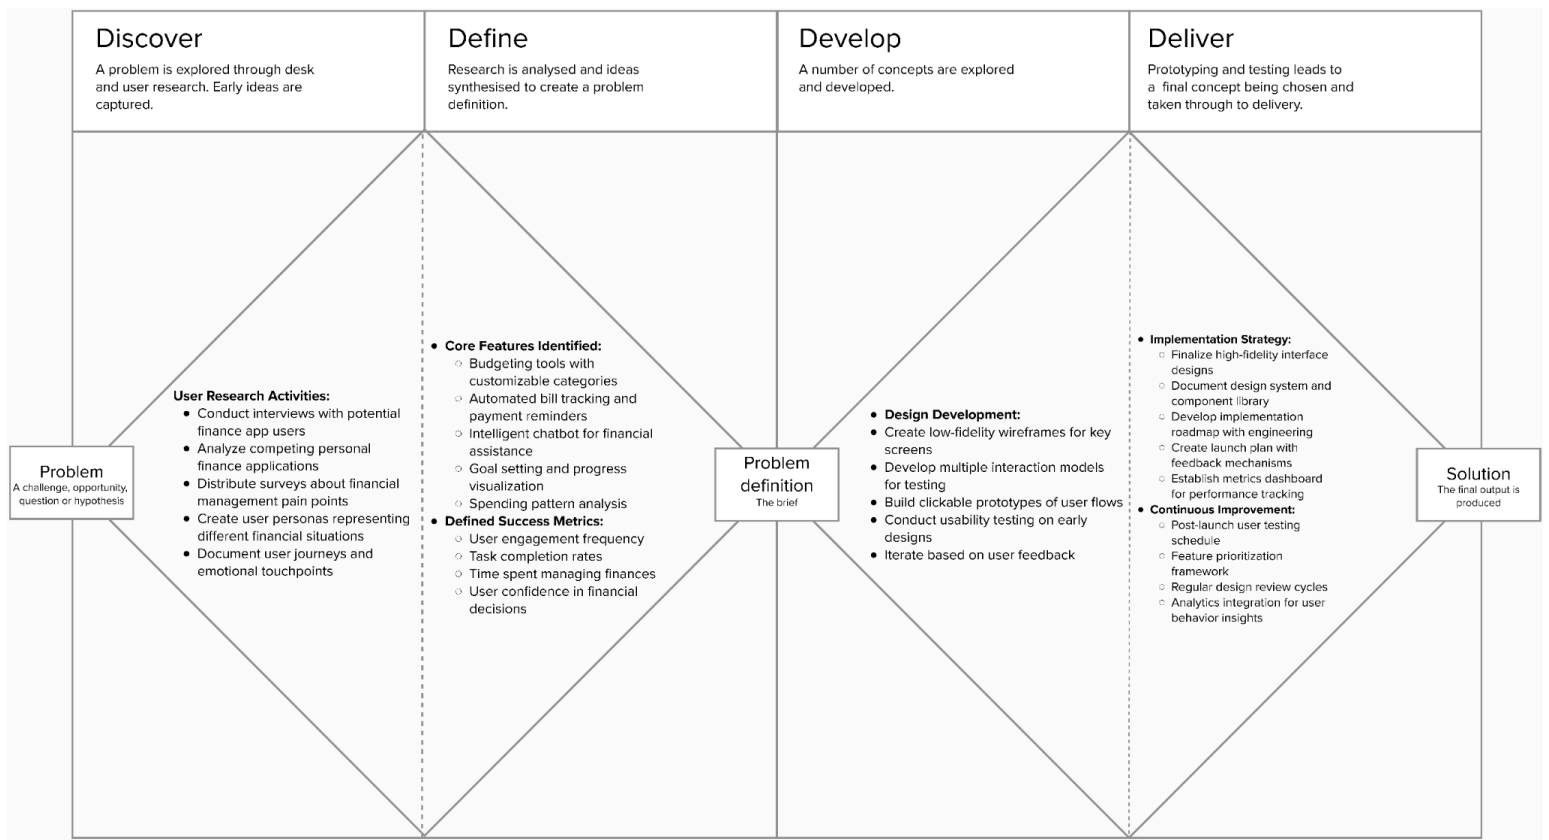 Discover
A problem is explored through desk
and user research. Early ideas are
captured.
Define
Research is analysed and ideas
synthesised to create a problem
definition.
Develop
A number of concepts are explored
and developed.
Deliver
Prototyping and testing leads to
a final concept being chosen and
taken through to delivery.
Problem
A challenge, opportunity,
question or hypothesis
User Research Activities:
● Conduct interviews with potential
finance app users
● Analyze competing personal
finance applications
● Distribute surveys about financial
management pain points
● Create user personas representing
different financial situations
● Document user journeys and
emotional touchpoints
● Core Features Identified:
○ Budgeting tools with
customizable categories
○ Automated bill tracking and
payment reminders
○ Intelligent chatbot for financial
assistance
○ Goal setting and progress
visualization
○ Spending pattern analysis
● Defined Success Metrics:
○ User engagement frequency
○ Task completion rates
○ Time spent managing finances
○ User confidence in financial
decisions
Problem
definition
The brief
● Design Development:
● Create low-fidelity wireframes for key
screens
● Develop multiple interaction models
for testing
● Build clickable prototypes of user flows
● Conduct usability testing on early
designs
● Iterate based on user feedback
● Implementation Strategy:
○ Finalize high-fidelity interface
designs
○ Document design system and
component library
○ Develop implementation
roadmap with engineering
○ Create launch plan with
feedback mechanisms
○ Establish metrics dashboard
for performance tracking
● Continuous Improvement:
○ Post-launch user testing
schedule
○ Feature prioritization
framework
○ Regular design review cycles
○ Analytics integration for user
behavior insights
Solution
The final output is
produced